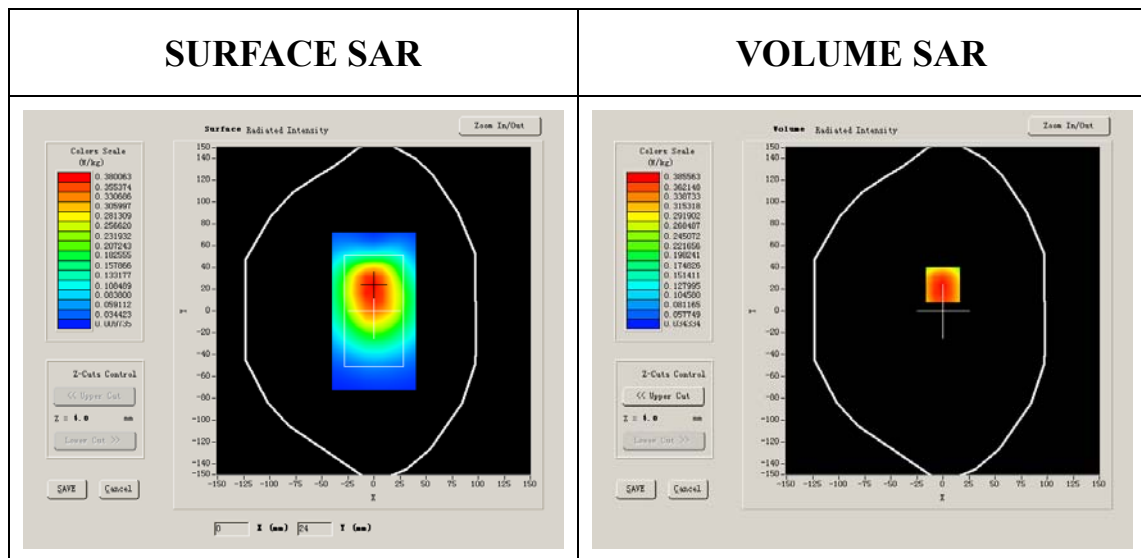 SURFACE SAR
VOLUME SAR
Surface Radiated Intensity
Zoom In/Out
Colors Scale
(W/kg)
0.380063
0.355374
0.330686
0.305997
0.281309
0.256620
0.231932
0.207243
0.182555
0.157866
0.133177
0.108489
0.083800
0.059112
0.034423
0.009735
150
140
120
100
80
60
40
20
0
-20
-40
-60
-80
-100
-120
-140
-150
Y
-150 -125 -100 -75 -50 -25 0 25 50 75 100 125 150
X
Z-Cuts Control
<< Upper Cut
Z = 4.0 mm
Lower Cut >>
SAVE Cancel
0 X (mm) 24 Y (mm)
Volume Radiated Intensity
Zoom In/Out
Colors Scale
(W/kg)
0.385563
0.362148
0.338733
0.315318
0.291902
0.268487
0.245072
0.221656
0.198241
0.174826
0.151411
0.127995
0.104580
0.081165
0.057749
0.034334
150
140
120
100
80
60
40
20
0
-20
-40
-60
-80
-100
-120
-140
-150
Y
-150 -125 -100 -75 -50 -25 0 25 50 75 100 125 150
X
Z-Cuts Control
<< Upper Cut
Z = 4.0 mm
Lower Cut >>
SAVE Cancel